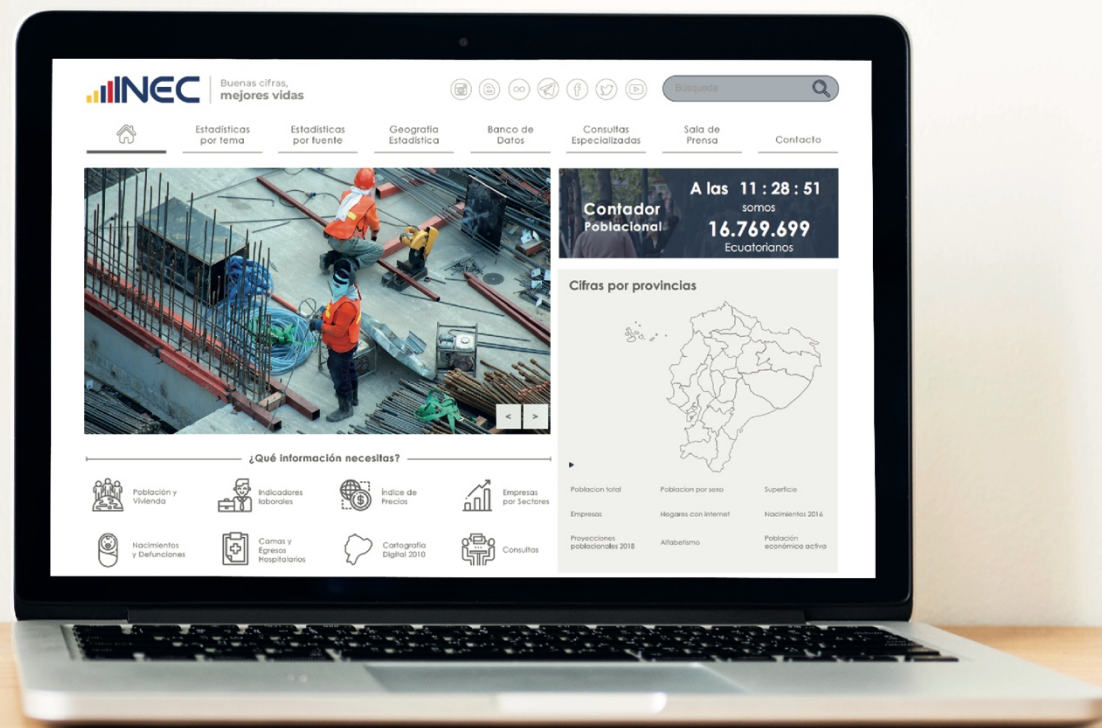 INEC
Buenas cifras,
mejores vidas
Búsqueda
Estadísticas
por tema
Estadísticas
por fuente
Geografía
Estadística
Banco de
Datos
Consultas
Especializadas
Sala de
Prensa
Contacto
Contador
Poblacional
A las 11 : 28 : 51
somos
16.769.699
Ecuatorianos
Cifras por provincias
< >
¿Qué información necesitas?
Población y
Vivienda
Indicadores
laborales
Índice de
Precios
Empresas
por Sectores
Nacimientos
y Defunciones
Camas y
Egresos
Hospitalarios
Cartografía
Digital 2010
Consultas
Poblacion total
Poblacion por sexo
Superficie
Empresas
Hogares con Internet
Nacimientos 2016
Proyecciones
poblacionales 2018
Alfabetismo
Población
económica activa